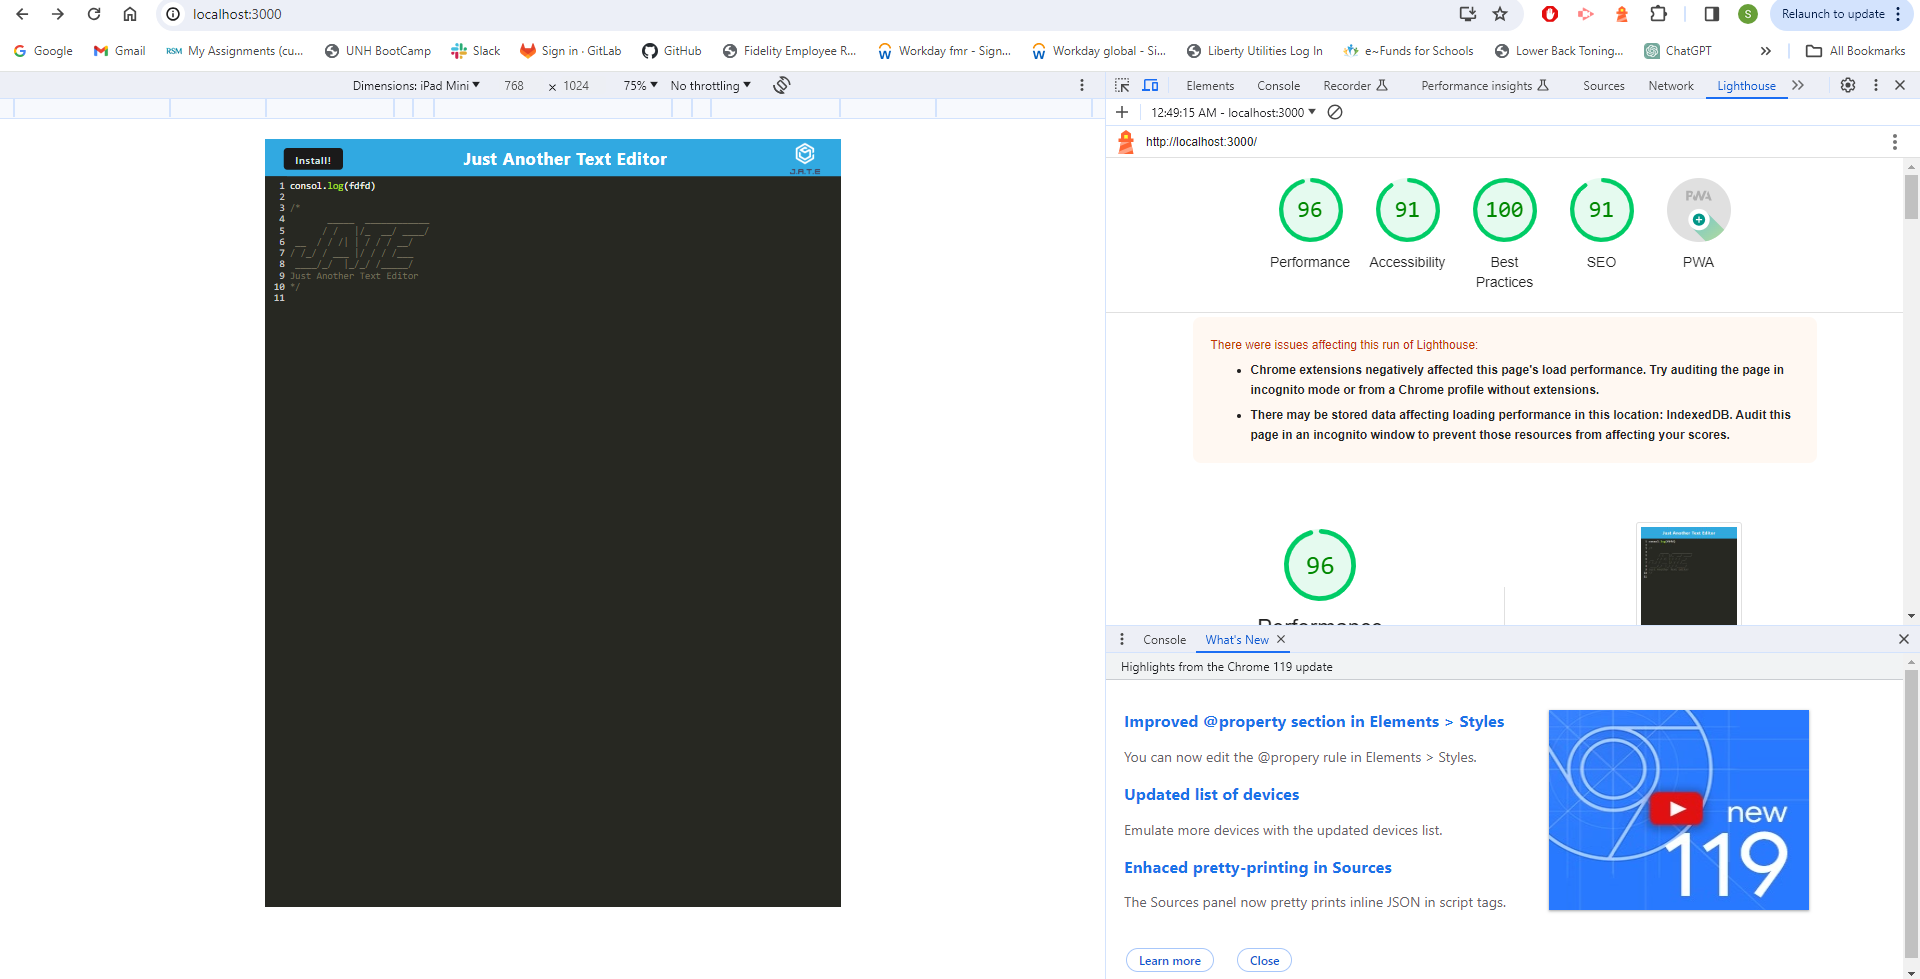 localhost:3000
S
Relaunch to update
Google
Gmail
RSM My Assignments (cu...
UNH BootCamp
Slack
Sign in · GitLab
GitHub
Fidelity Employee R...
Workday fmr - Sign...
Workday global - Si...
Liberty Utilities Log In
e~Funds for Schools
Lower Back Toning...
ChatGPT
All Bookmarks
Dimensions: iPad Mini 768 × 1024 75% No throttling
Elements Console Recorder Performance insights Sources Network Lighthouse
12:49:15 AM - localhost:3000
http://localhost:3000/
Install!
Just Another Text Editor
J.A.T.E
1 consol.log(fdfd)
2
3 /*
4
5
6
7
8
9 Just Another Text Editor
10 */
11
96 91 100 91 PWA
Performance Accessibility Best Practices SEO PWA
There were issues affecting this run of Lighthouse:
• Chrome extensions negatively affected this page's load performance. Try auditing the page in
incognito mode or from a Chrome profile without extensions.
• There may be stored data affecting loading performance in this location: IndexedDB. Audit this
page in an incognito window to prevent those resources from affecting your scores.
96
Performance
Just Another Text Editor
Console What's New
Highlights from the Chrome 119 update
Improved @property section in Elements > Styles
You can now edit the @propery rule in Elements > Styles.
Updated list of devices
Emulate more devices with the updated devices list.
Enhaced pretty-printing in Sources
The Sources panel now pretty prints inline JSON in script tags.
new
119
Learn more Close